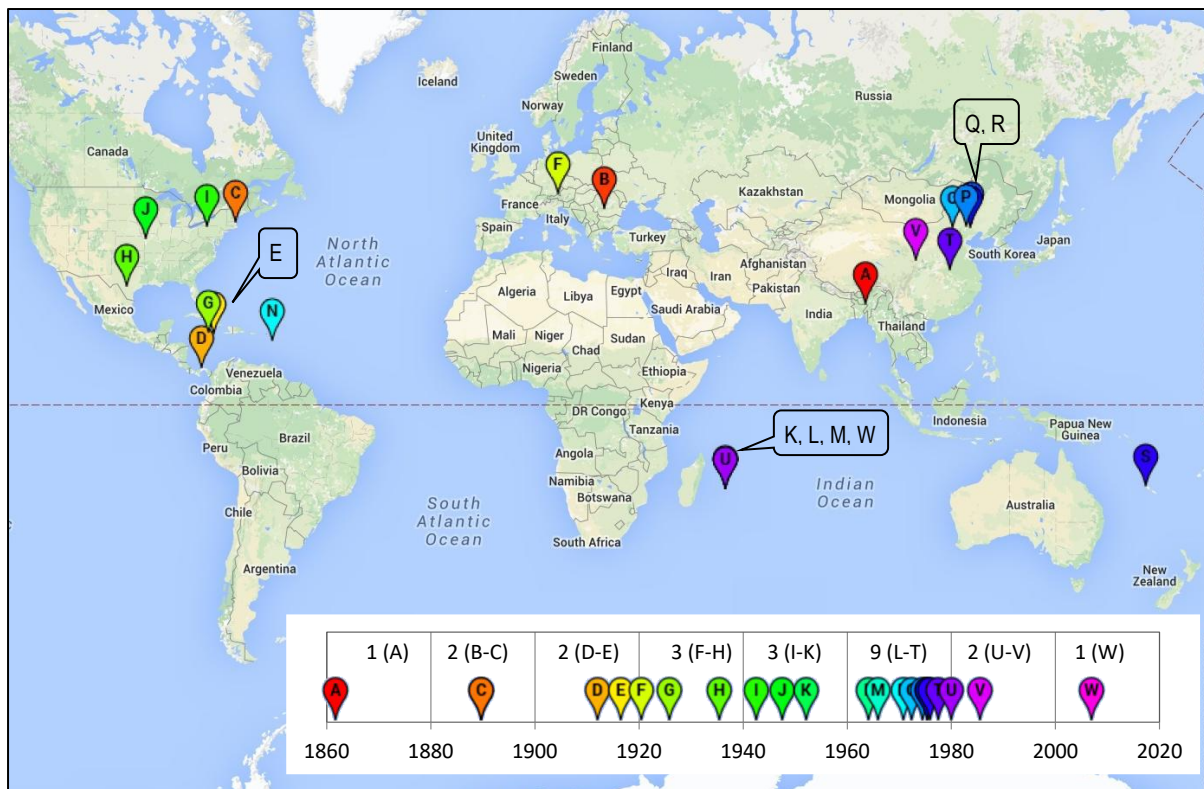 Finland
Iceland
Sweden
Russia
Norway
Q, R
Canada
United
Kingdom
F
B
Kazakhstan
Mongolia
P
I
C
J
France
Italy
Spain
Turkey
V
T
South Korea
Japan
H
E
North
Atlantic
Ocean
Iraq
Iran
Afghanistan
Pakistan
A
Mexico
G
N
Algeria
Libya
Egypt
Saudi Arabia
India
D
Mali
Niger
Chad
Sudan
Thailand
Venezuela
Colombia
Nigeria
Ethiopia
DR Congo
Kenya
Tanzania
Indonesia
Papua New
Guinea
Peru
Brazil
K, L, M, W
U
S
Angola
Bolivia
Namibia
Botswana
Indian
Ocean
Australia
Chile
South
Atlantic
Ocean
South Africa
Argentina
New
Zealand
1 (A)
2 (B-C)
2 (D-E)
3 (F-H)
3 (I-K)
9 (L-T)
2 (U-V)
1 (W)
A
C
D
E
F
G
H
I
J
K
M
T
U
V
W
1860
1880
1900
1920
1940
1960
1980
2000
2020